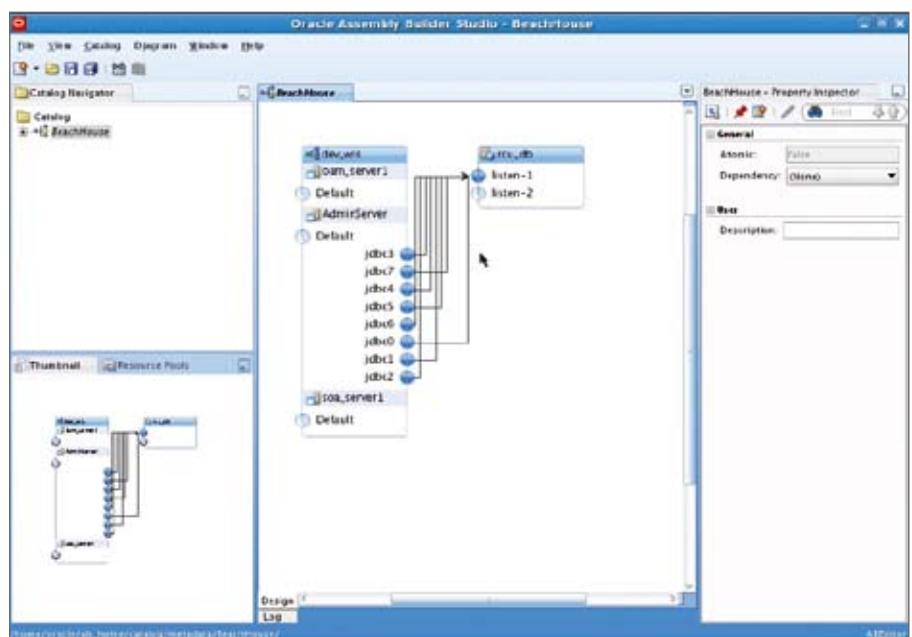 Oracle Assembly Builder Studio - BeachHouse
File View Catalog Diagram Window Help
Catalog Navigator
Catalog
BeachHouse
Thumbnail
Resource Pools
BeachHouse
oam_server1
Default
AdminServer
Default
jdbc3
jdbc7
jdbc4
jdbc5
jdbc6
jdbc0
jdbc1
jdbc2
soa_server1
Default
listen-1
listen-2
Design
Log
BeachHouse - Property Inspector
Find
General
Atomic: False
Dependency: (None)
User
Description: